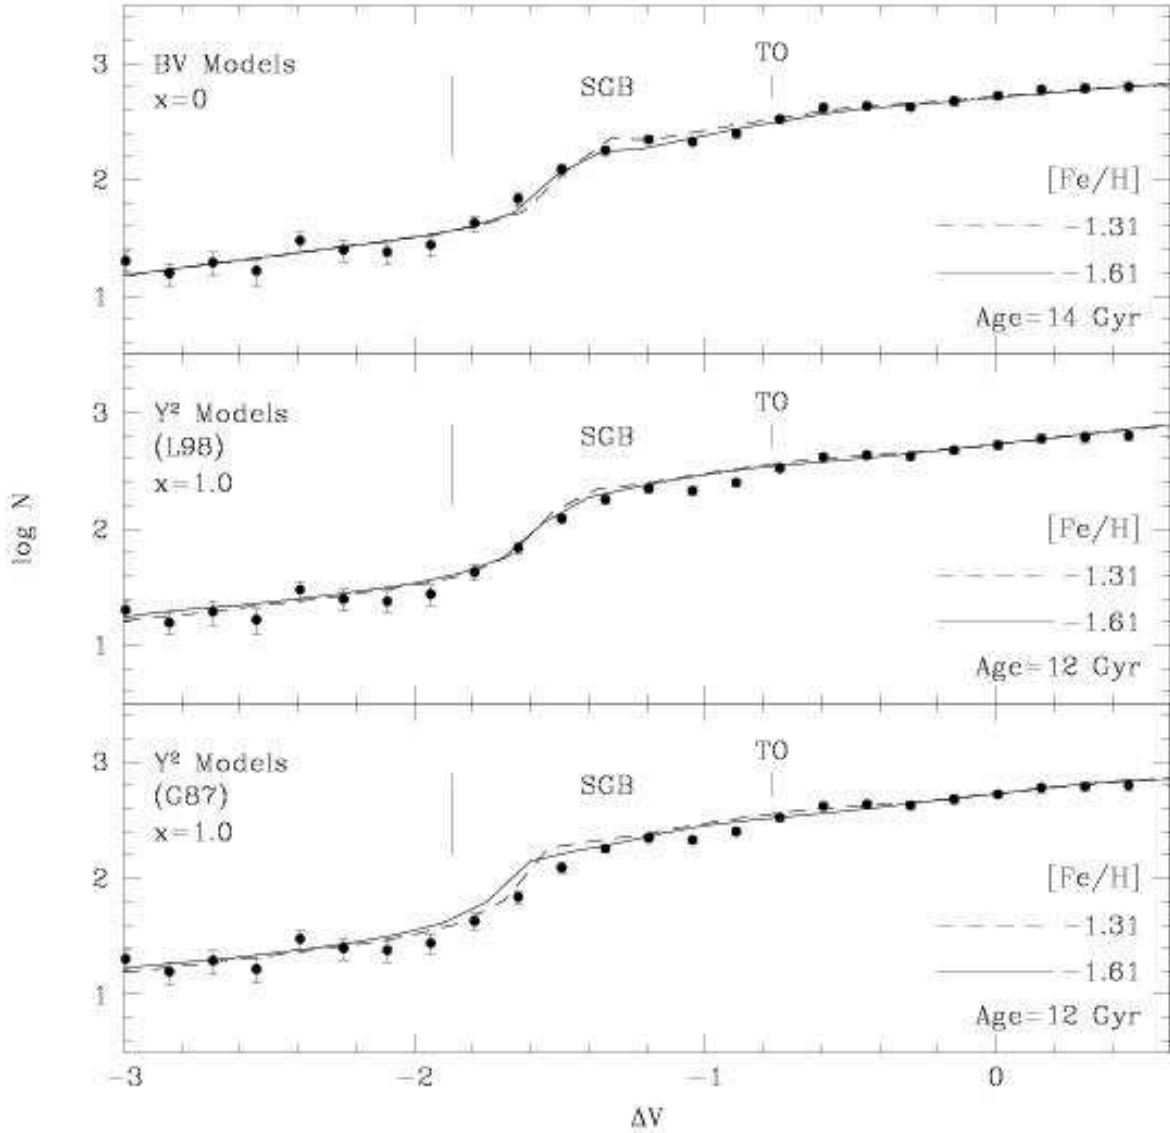 BV Models
x=0
TO
SGB
3
2
1
[Fe/H]
-1.31
-1.61
Age=14 Gyr
Y² Models
(L98)
x=1.0
TO
SGB
3
2
1
[Fe/H]
-1.31
-1.61
Age=12 Gyr
log N
Y² Models
(G87)
x=1.0
TO
SGB
3
2
1
[Fe/H]
-1.31
-1.61
Age=12 Gyr
-3 -2 -1 0
ΔV